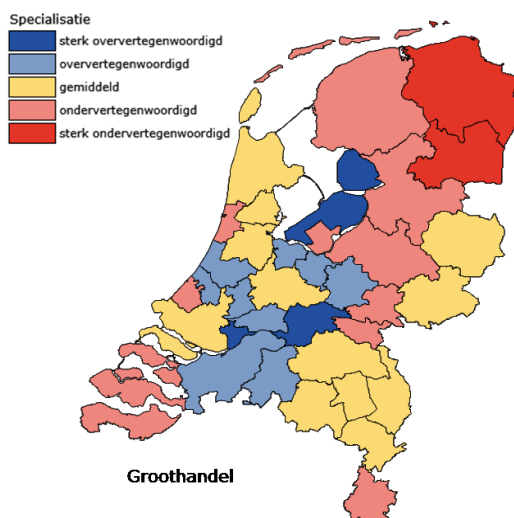 Specialisatie
sterk oververtegenwoordigd
oververtegenwoordigd
gemiddeld
ondervertegenwoordigd
sterk ondervertegenwoordigd
Groothandel